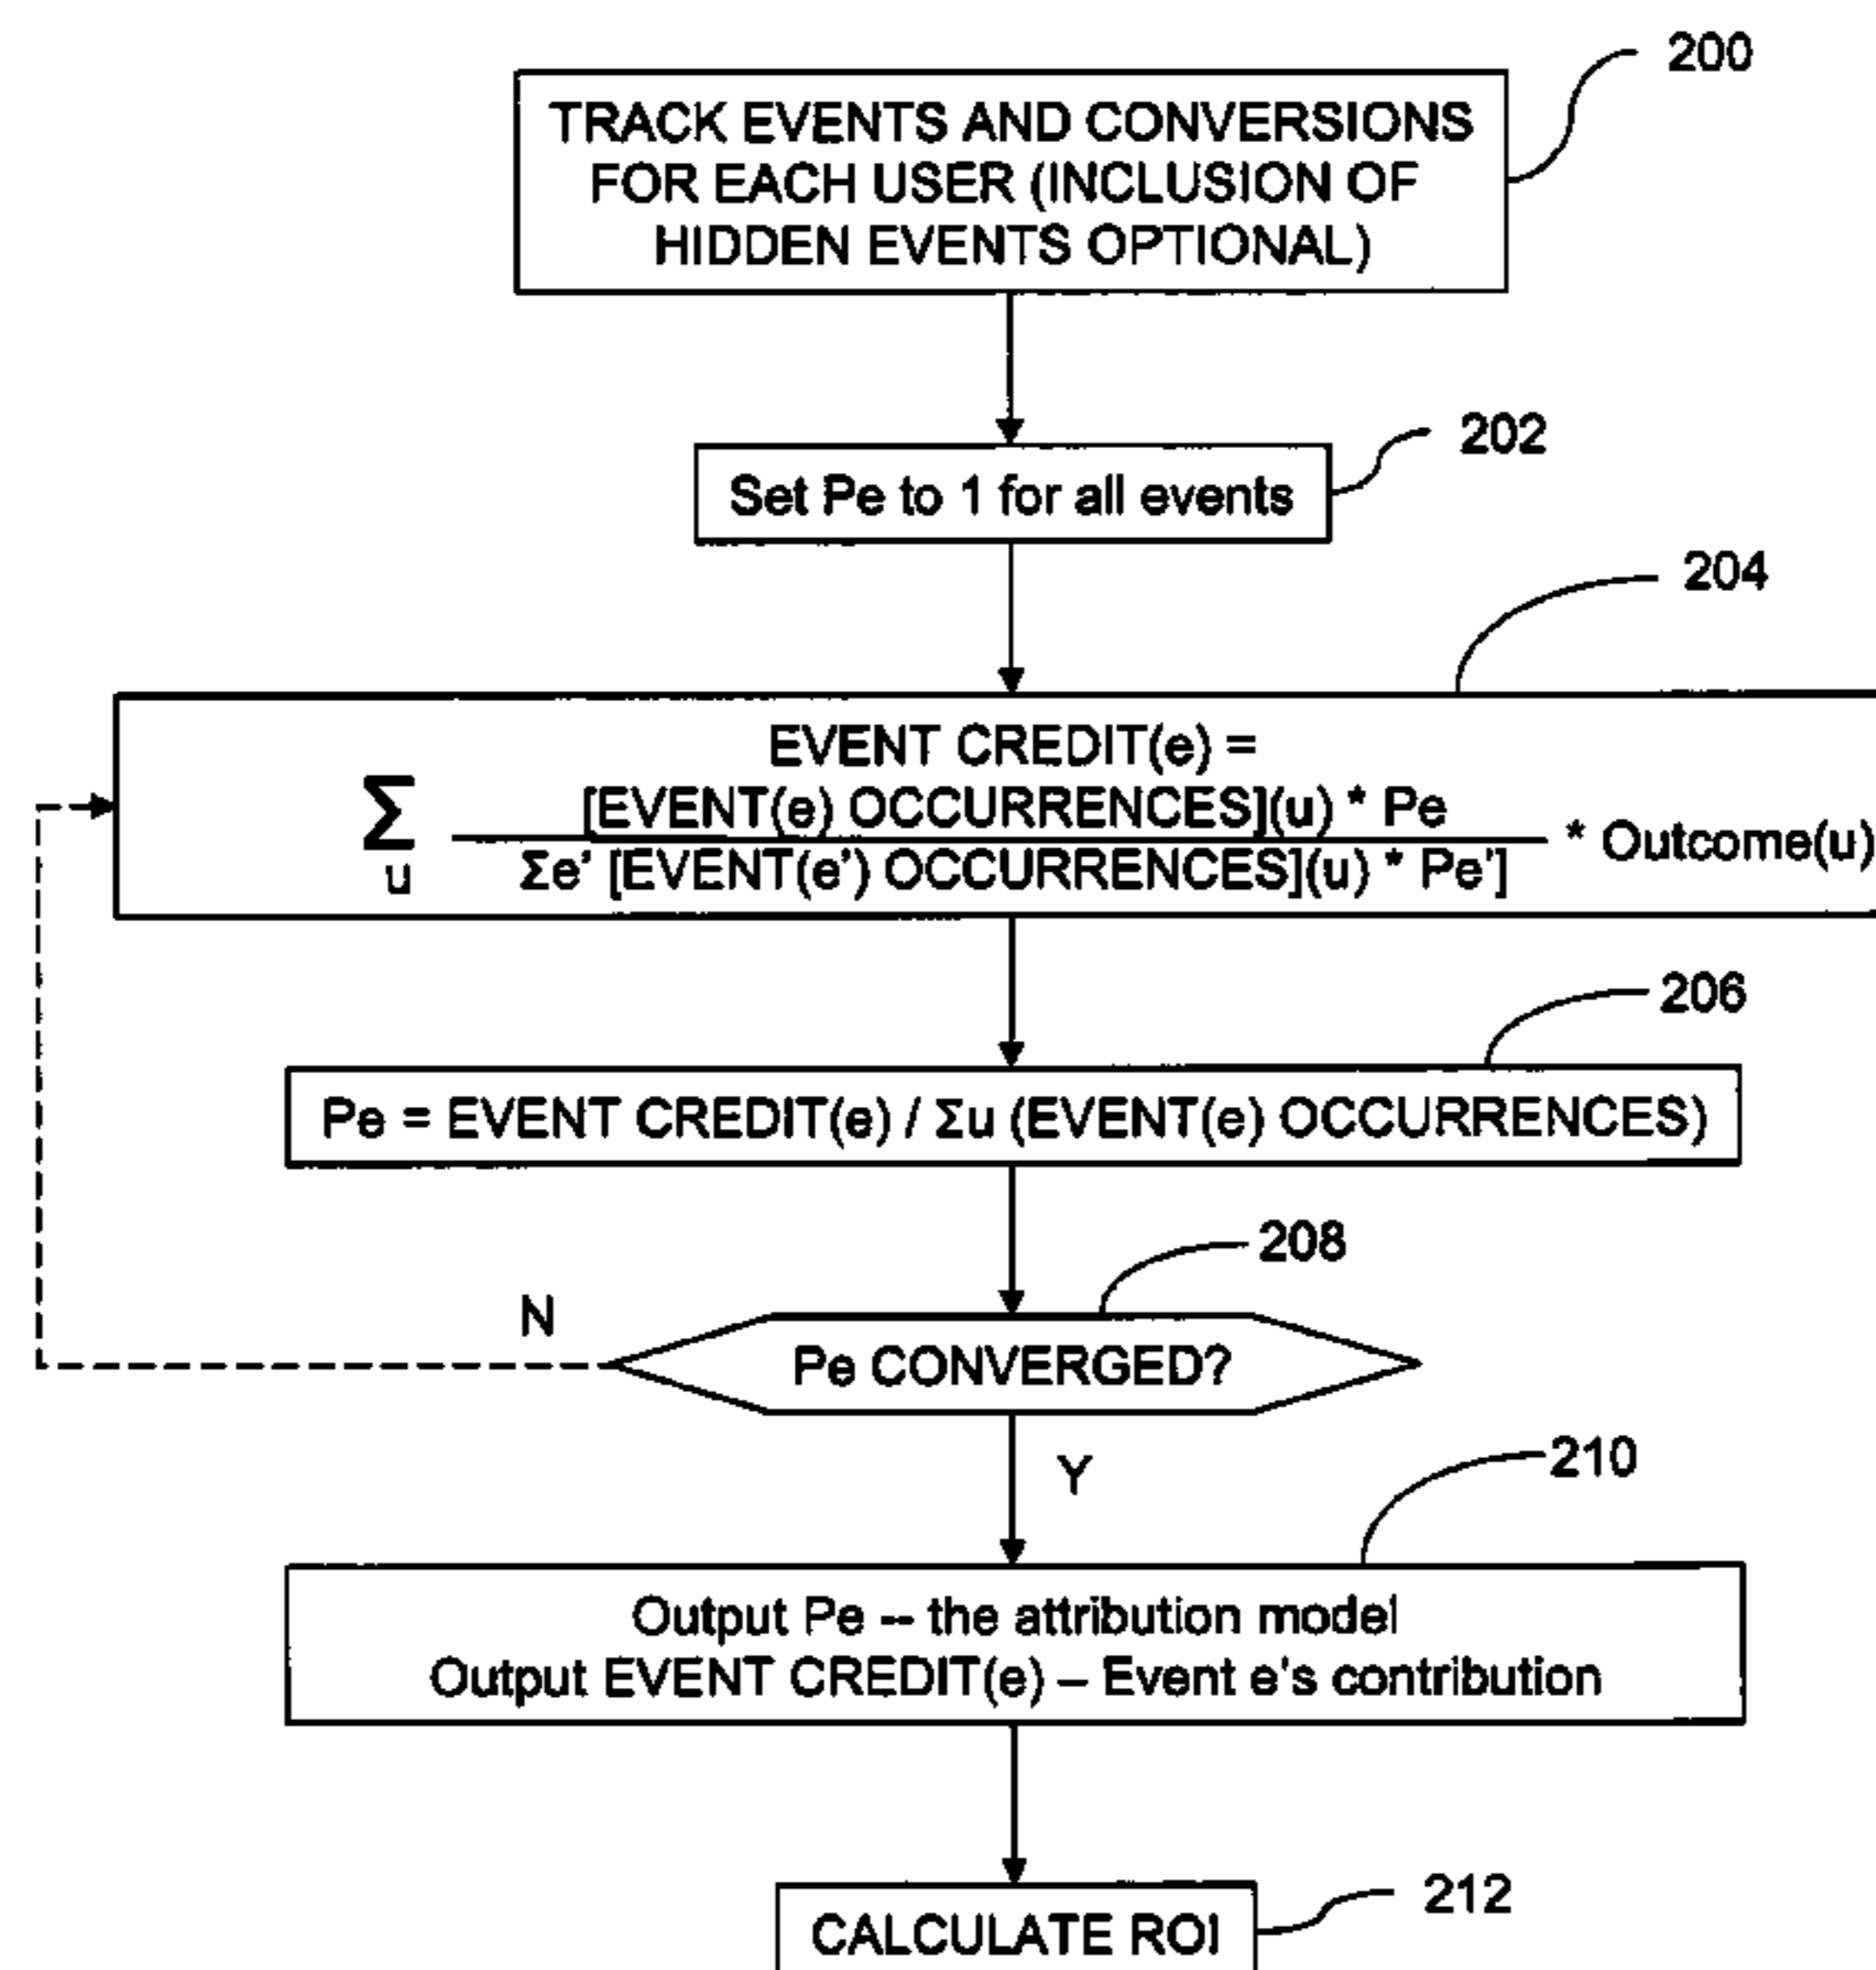 200
TRACK EVENTS AND CONVERSIONS
FOR EACH USER (INCLUSION OF
HIDDEN EVENTS OPTIONAL)
202
Set Pe to 1 for all events
204
EVENT CREDIT(e) =
[EVENT(e) OCCURRENCES](u) * Pe
Σ
u
* Outcome(u)
Σe' [EVENT(e') OCCURRENCES](u) * Pe']
206
Pe = EVENT CREDIT(e) / Σu (EVENT(e) OCCURRENCES)
208
N
Pe CONVERGED?
Y
210
Output Pe -- the attribution model
Output EVENT CREDIT(e) – Event e's contribution
212
CALCULATE ROI